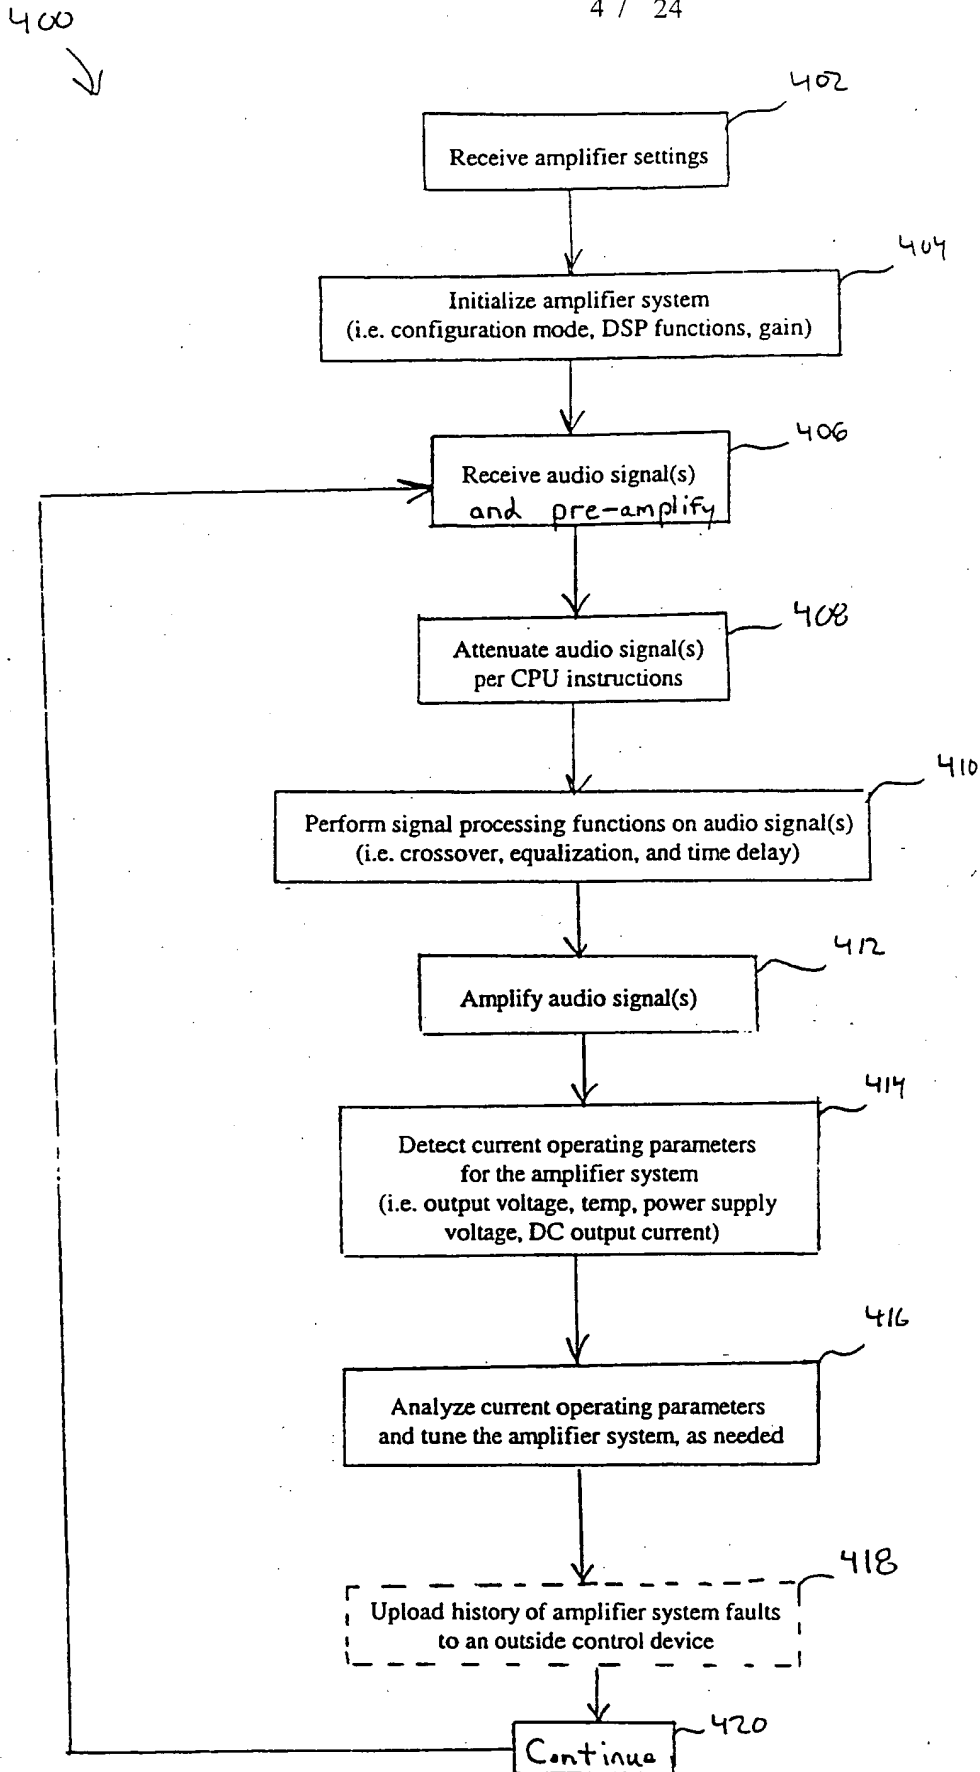 4 / 24
400
402
Receive amplifier settings
404
Initialize amplifier system
(i.e. configuration mode, DSP functions, gain)
406
Receive audio signal(s)
and pre-amplify
408
Attenuate audio signal(s)
per CPU instructions
410
Perform signal processing functions on audio signal(s)
(i.e. crossover, equalization, and time delay)
412
Amplify audio signal(s)
414
Detect current operating parameters
for the amplifier system
(i.e. output voltage, temp, power supply
voltage, DC output current)
416
Analyze current operating parameters
and tune the amplifier system, as needed
418
Upload history of amplifier system faults
to an outside control device
420
Continue